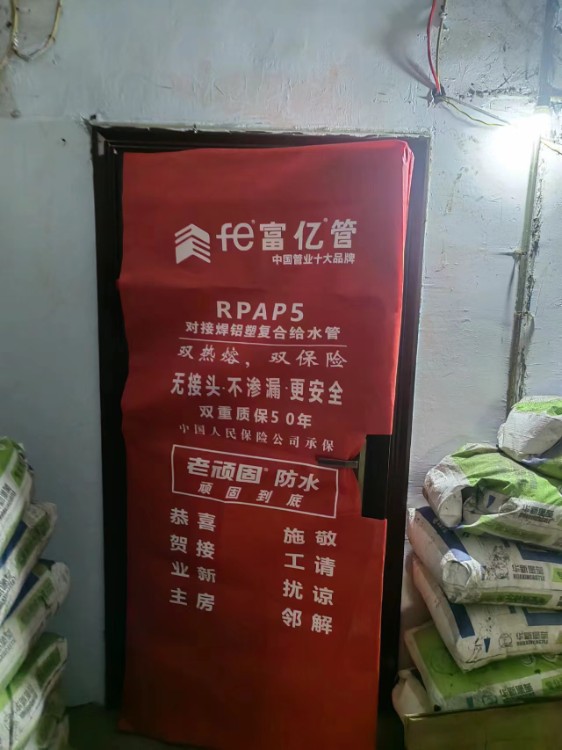 fe 富亿管
中国管业十大品牌
RPAP5
对接焊铝塑复合给水管
双热熔，双保险
无接头·不渗漏·更安全
双重质保50年
中国人民保险公司承保
老顽固 防水
顽固到底
恭喜
贺接
业新
主房
施敬
工请
扰谅
邻解